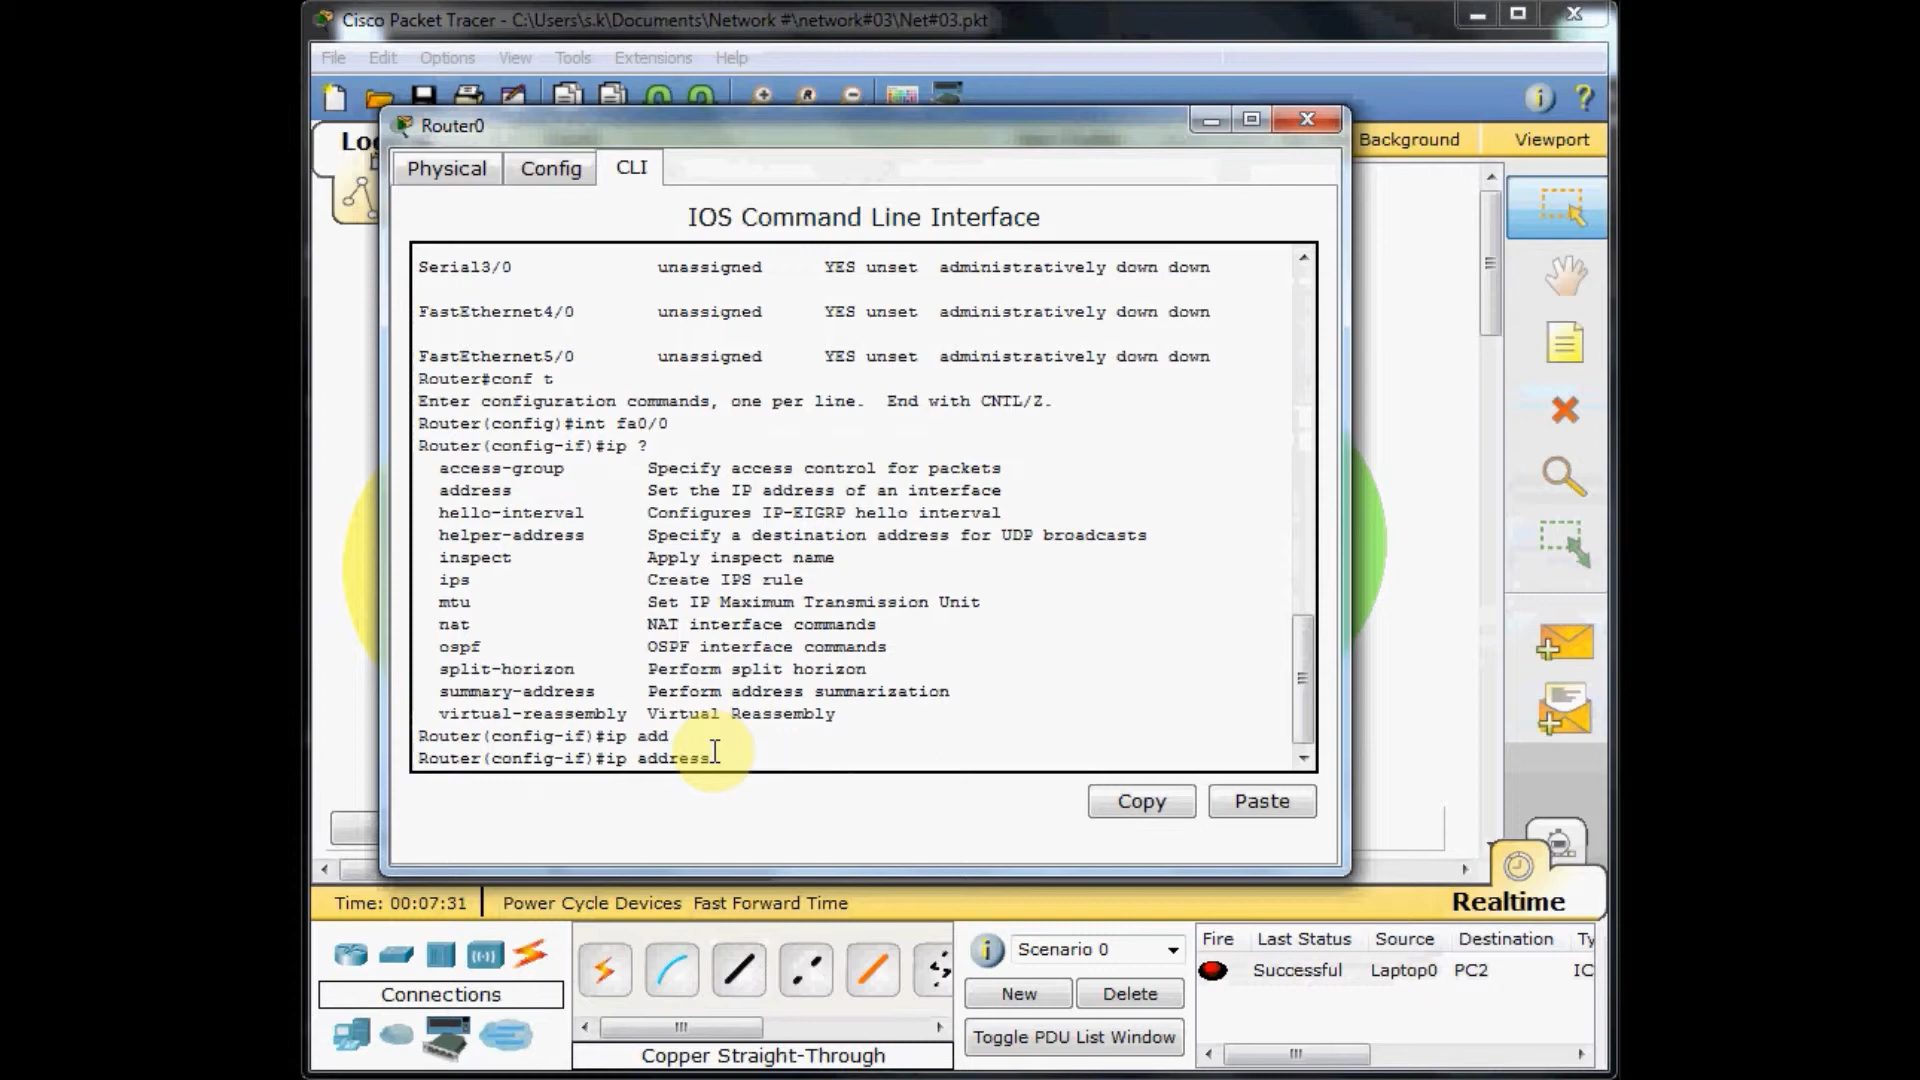 Cisco Packet Tracer - C:\Users\s.k\Documents\Network #\network#03\Net#03.pkt
File Edit Options View Tools Extensions Help
Router0
Background Viewport
Physical Config CLI
IOS Command Line Interface
Serial3/0 unassigned YES unset administratively down down
FastEthernet4/0 unassigned YES unset administratively down down
FastEthernet5/0 unassigned YES unset administratively down down
Router#conf t
Enter configuration commands, one per line. End with CNTL/Z.
Router(config)#int fa0/0
Router(config-if)#ip ?
access-group Specify access control for packets
address Set the IP address of an interface
hello-interval Configures IP-EIGRP hello interval
helper-address Specify a destination address for UDP broadcasts
inspect Apply inspect name
ips Create IPS rule
mtu Set IP Maximum Transmission Unit
nat NAT interface commands
ospf OSPF interface commands
split-horizon Perform split horizon
summary-address Perform address summarization
virtual-reassembly Virtual Reassembly
Router(config-if)#ip add
Router(config-if)#ip address
Copy Paste
Time: 00:07:31 Power Cycle Devices Fast Forward Time Realtime
Connections
Copper Straight-Through
Scenario 0
New Delete
Toggle PDU List Window
Fire Last Status Source Destination Ty
Successful Laptop0 PC2 IC